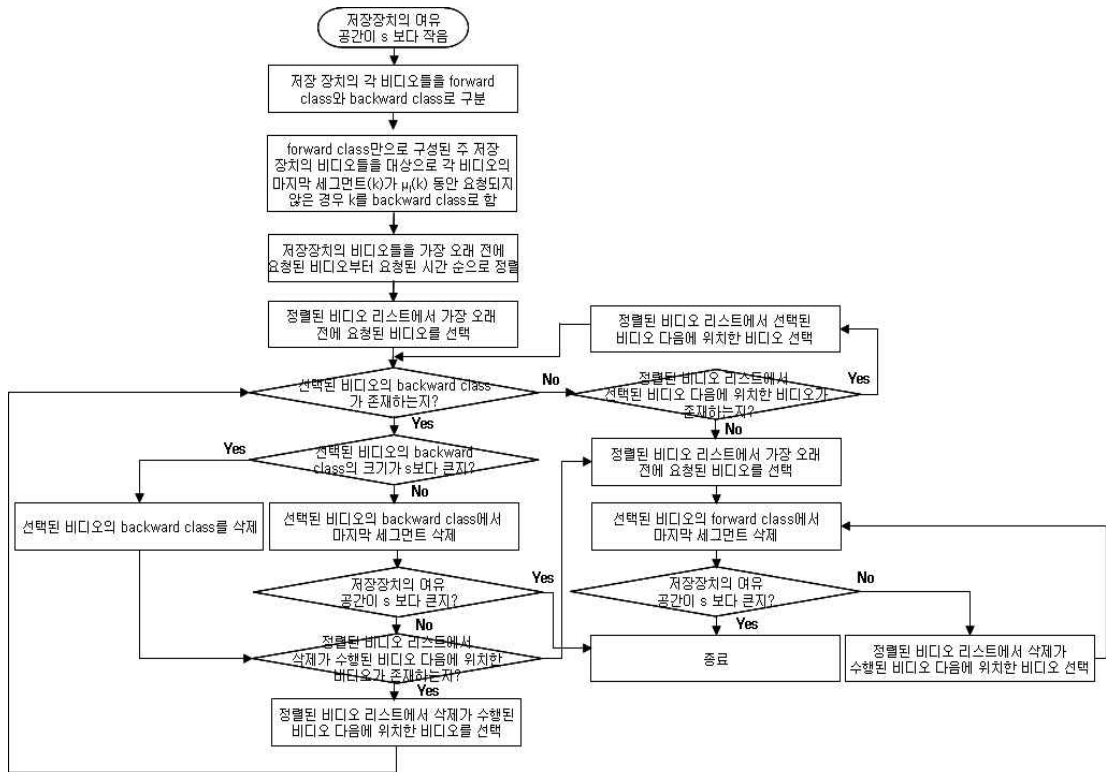 저장장치의 여유
공간이 s 보다 작음
저장 장치의 각 비디오들을 forward
class와 backward class로 구분
forward class만으로 구성된 주 저장
장치의 비디오들을 대상으로 각 비디오의
마지막 세그먼트(k)가 μᵢ(k) 동안 요청되지
않은 경우 k를 backward class로 함
저장장치의 비디오들을 가장 오래 전에
요청된 비디오부터 요청된 시간 순으로 정렬
정렬된 비디오 리스트에서 가장 오래
전에 요청된 비디오를 선택
정렬된 비디오 리스트에서 선택된
비디오 다음에 위치한 비디오 선택
선택된 비디오의 backward class
가 존재하는지?
No
정렬된 비디오 리스트에서
선택된 비디오 다음에 위치한 비디오가
존재하는지?
Yes
Yes
No
Yes
선택된 비디오의 backward
class의 크기가 s보다 큰지?
정렬된 비디오 리스트에서 가장 오래
전에 요청된 비디오를 선택
No
선택된 비디오의 backward class를 삭제
선택된 비디오의 backward class에서
마지막 세그먼트 삭제
선택된 비디오의 forward class에서
마지막 세그먼트 삭제
저장장치의 여유
공간이 s 보다 큰지?
Yes
저장장치의 여유
공간이 s 보다 큰지?
No
No
Yes
정렬된 비디오 리스트에서
삭제가 수행된 비디오 다음에 위치한
비디오가 존재하는지?
종료
정렬된 비디오 리스트에서 삭제가
수행된 비디오 다음에 위치한 비디오 선택
Yes
정렬된 비디오 리스트에서 삭제가 수행된
비디오 다음에 위치한 비디오를 선택